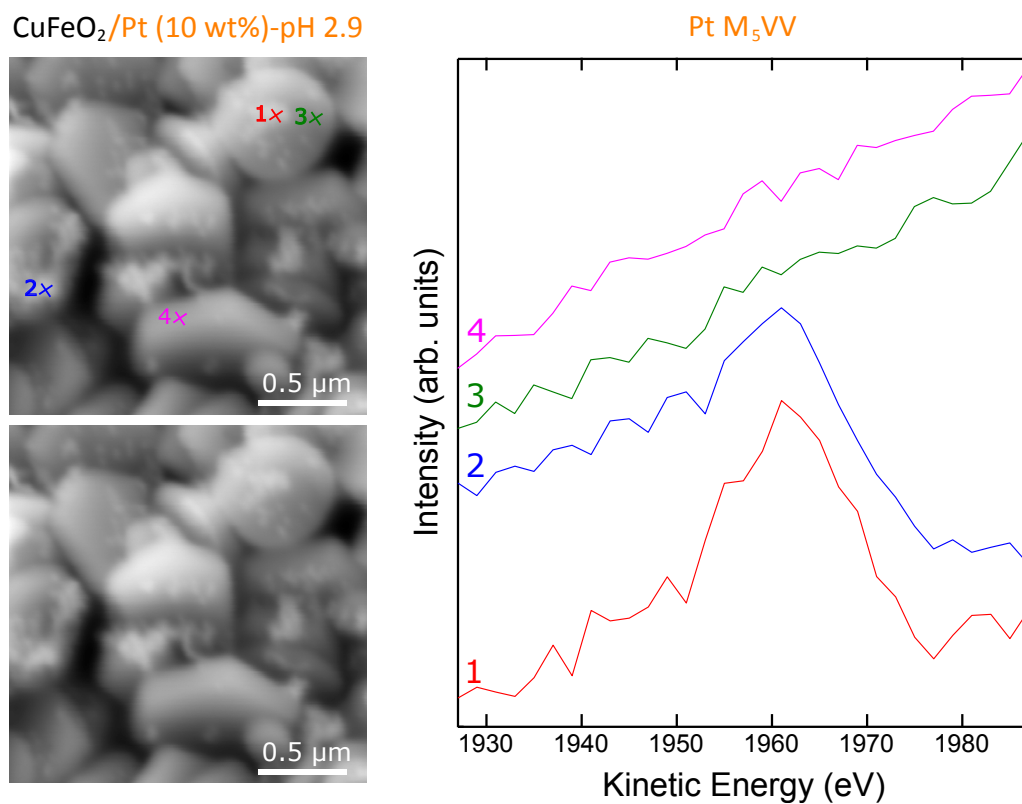 CuFeO₂/Pt (10 wt%)-pH 2.9
1×
3×
2×
4×
0.5 µm
0.5 µm
Pt M₅VV
Intensity (arb. units)
4
3
2
1
1930 1940 1950 1960 1970 1980
Kinetic Energy (eV)